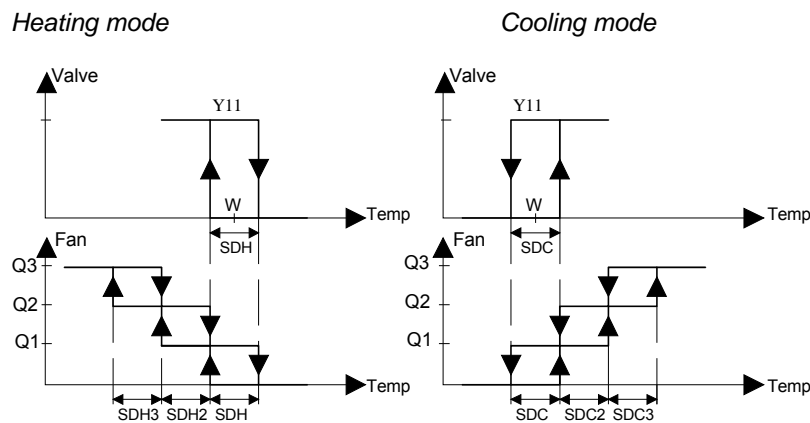 Heating mode
Valve
Y11
W
Temp
SDH
Fan
Q3
Q2
Q1
Temp
SDH3 SDH2 SDH
Cooling mode
Valve
Y11
W
Temp
SDC
Fan
Q3
Q2
Q1
Temp
SDC SDC2 SDC3